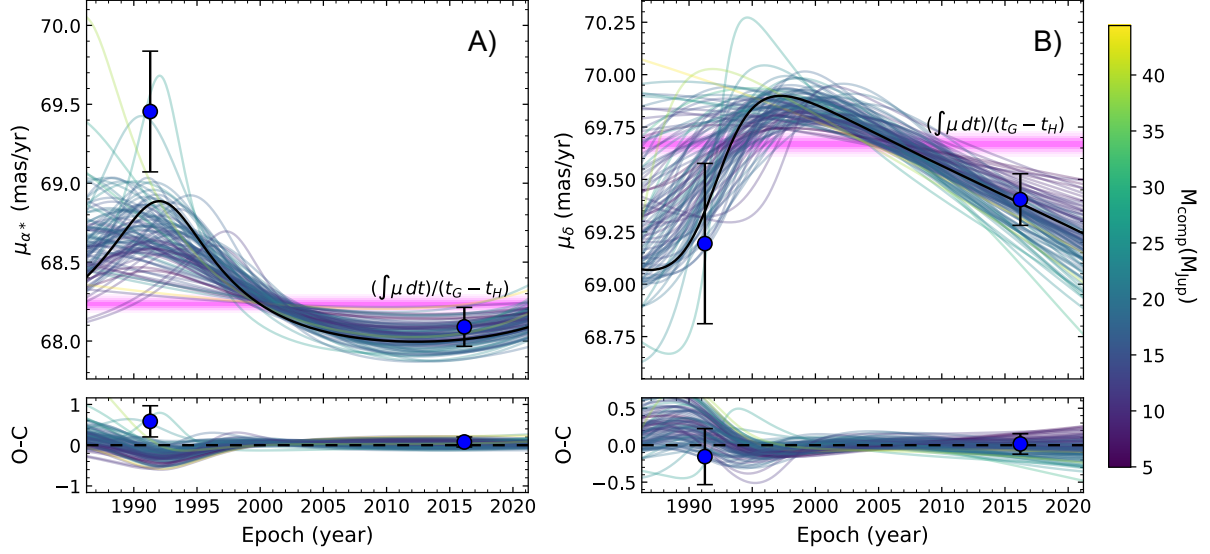 A)
B)
70.0
69.5
69.0
68.5
68.0
μα* (mas/yr)
(∫μ dt)/(tG − tH)
70.25
70.00
69.75
69.50
69.25
69.00
68.75
μδ (mas/yr)
(∫μ dt)/(tG − tH)
40
35
30
25
20
15
10
5
Mcomp(MJup)
1
0
−1
O-C
1990 1995 2000 2005 2010 2015 2020
Epoch (year)
0.5
0.0
−0.5
O-C
1990 1995 2000 2005 2010 2015 2020
Epoch (year)